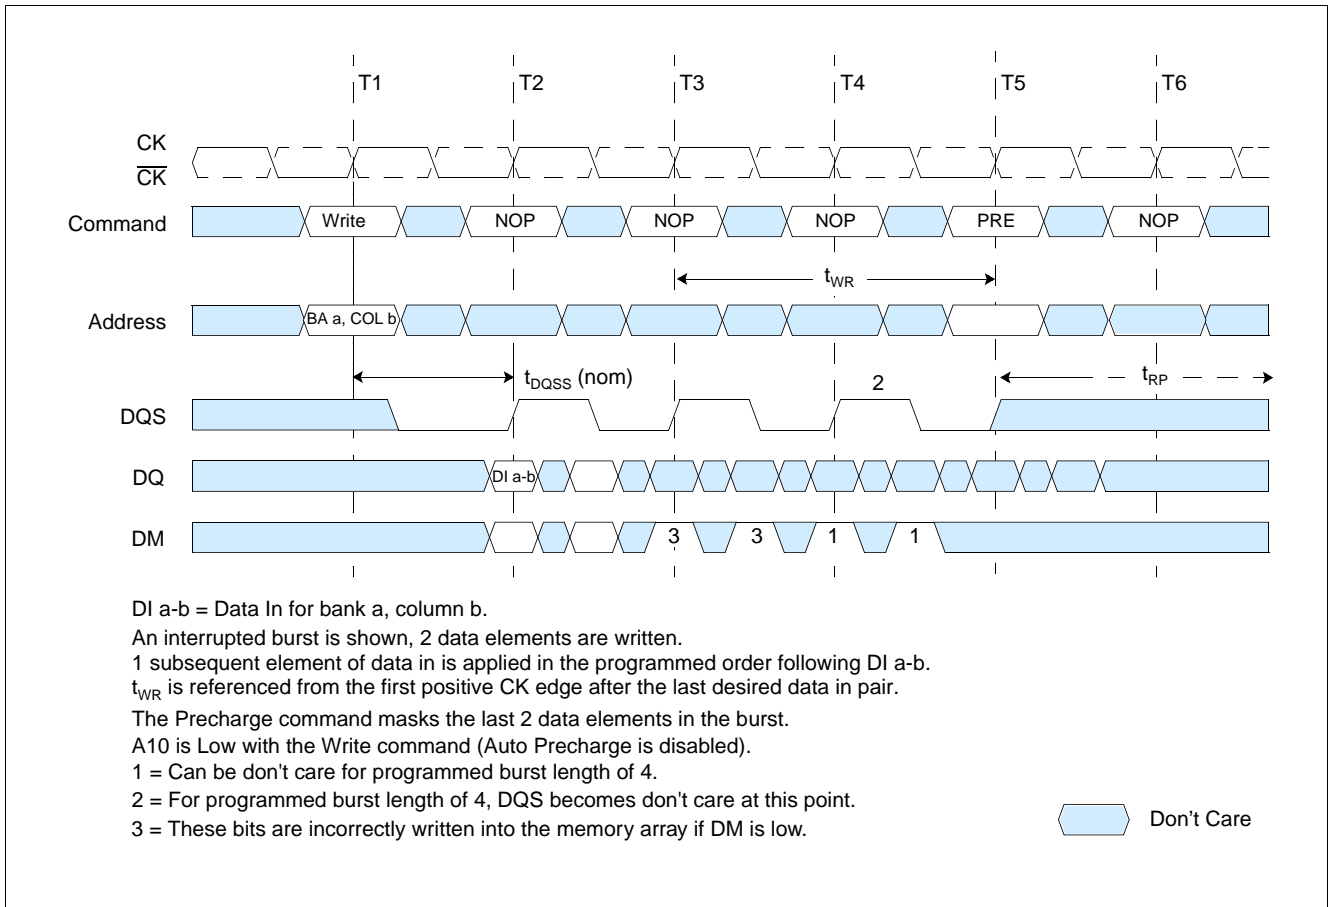 T1 T2 T3 T4 T5 T6
CK
CK
Command Write NOP NOP NOP PRE NOP
tWR
Address BA a, COL b
tDQSS (nom) 2 tRP
DQS
DQ DI a-b
DM 3 3 1 1
DI a-b = Data In for bank a, column b.
An interrupted burst is shown, 2 data elements are written.
1 subsequent element of data in is applied in the programmed order following DI a-b.
tWR is referenced from the first positive CK edge after the last desired data in pair.
The Precharge command masks the last 2 data elements in the burst.
A10 is Low with the Write command (Auto Precharge is disabled).
1 = Can be don't care for programmed burst length of 4.
2 = For programmed burst length of 4, DQS becomes don't care at this point.
3 = These bits are incorrectly written into the memory array if DM is low.
Don't Care